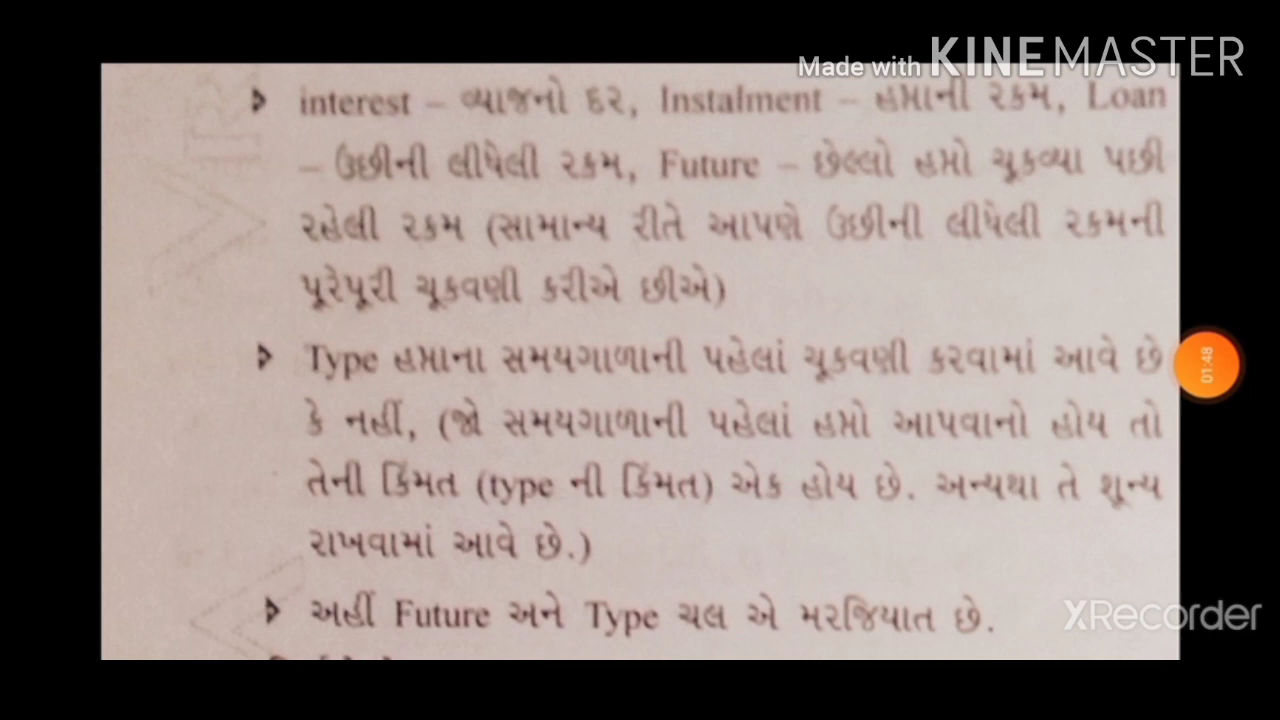 Made with KINEMASTER
interest – વ્યાજનો દર, Instalment – હપ્તાની રકમ, Loan
– ઉછીની લીધેલી રકમ, Future – છેલ્લો હપ્તો ચૂકવ્યા પછી
રહેલી રકમ (સામાન્ય રીતે આપણે ઉછીની લીધેલી રકમની
પૂરેપૂરી ચૂકવણી કરીએ છીએ)
Type હપ્તાના સમયગાળાની પહેલાં ચૂકવણી કરવામાં આવે છે
01:48
કે નહીં, (જો સમયગાળાની પહેલાં હપ્તો આપવાનો હોય તો
તેની કિંમત (type ની કિંમત) એક હોય છે. અન્યથા તે શૂન્ય
રાખવામાં આવે છે.)
અહીં Future અને Type ચલ એ મરજિયાત છે.
XRecorder